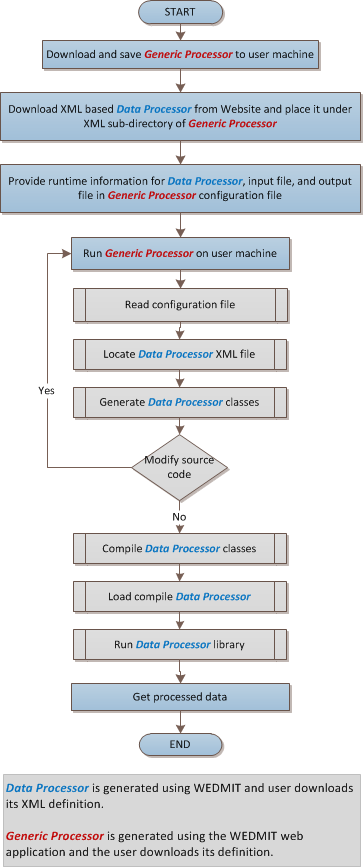 START
Download and save Generic Processor to user machine
Download XML based Data Processor from Website and place it under
XML sub-directory of Generic Processor
Provide runtime information for Data Processor, input file, and output
file in Generic Processor configuration file
Run Generic Processor on user machine
Read configuration file
Locate Data Processor XML file
Generate Data Processor classes
Yes
Modify source
code
No
Compile Data Processor classes
Load compile Data Processor
Run Data Processor library
Get processed data
END
Data Processor is generated using WEDMIT and user downloads
its XML definition.
Generic Processor is generated using the WEDMIT web
application and the user downloads its definition.